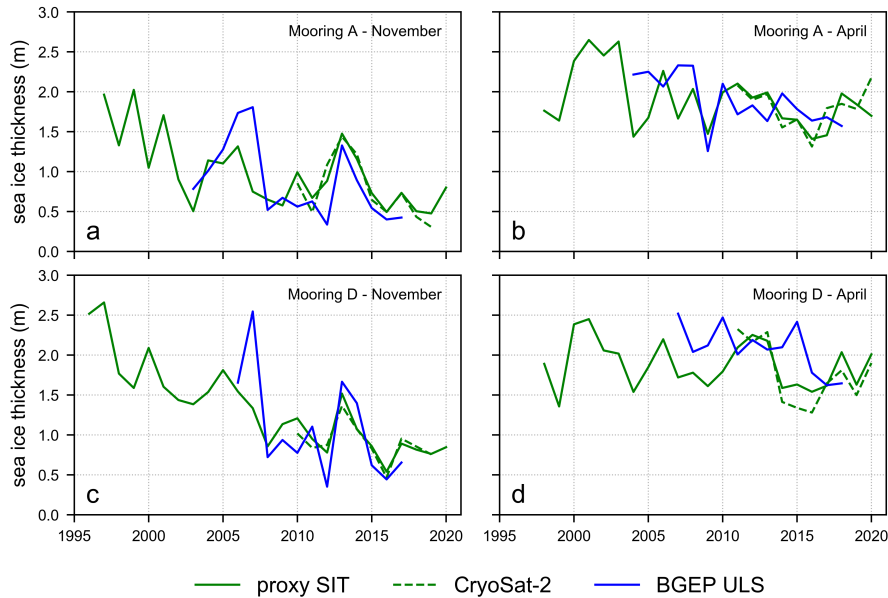 3.0
2.5
2.0
1.5
1.0
0.5
0.0
sea ice thickness (m)
Mooring A - November
a
Mooring A - April
b
3.0
2.5
2.0
1.5
1.0
0.5
0.0
sea ice thickness (m)
Mooring D - November
c
Mooring D - April
d
1995 2000 2005 2010 2015 2020
1995 2000 2005 2010 2015 2020
proxy SIT CryoSat-2 BGEP ULS